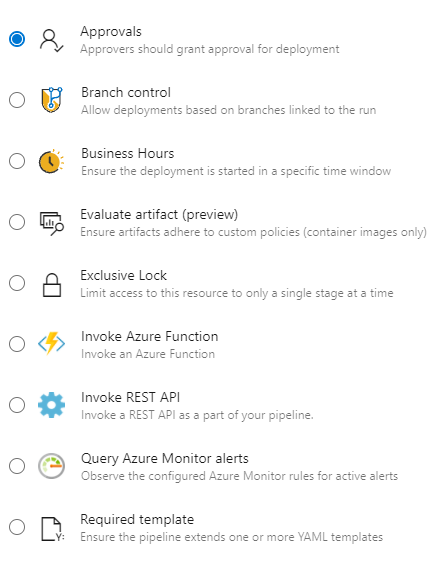 Approvals
Approvers should grant approval for deployment
Branch control
Allow deployments based on branches linked to the run
Business Hours
Ensure the deployment is started in a specific time window
Evaluate artifact (preview)
Ensure artifacts adhere to custom policies (container images only)
Exclusive Lock
Limit access to this resource to only a single stage at a time
Invoke Azure Function
Invoke an Azure Function
Invoke REST API
Invoke a REST API as a part of your pipeline.
Query Azure Monitor alerts
Observe the configured Azure Monitor rules for active alerts
Required template
Y:
Ensure the pipeline extends one or more YAML templates